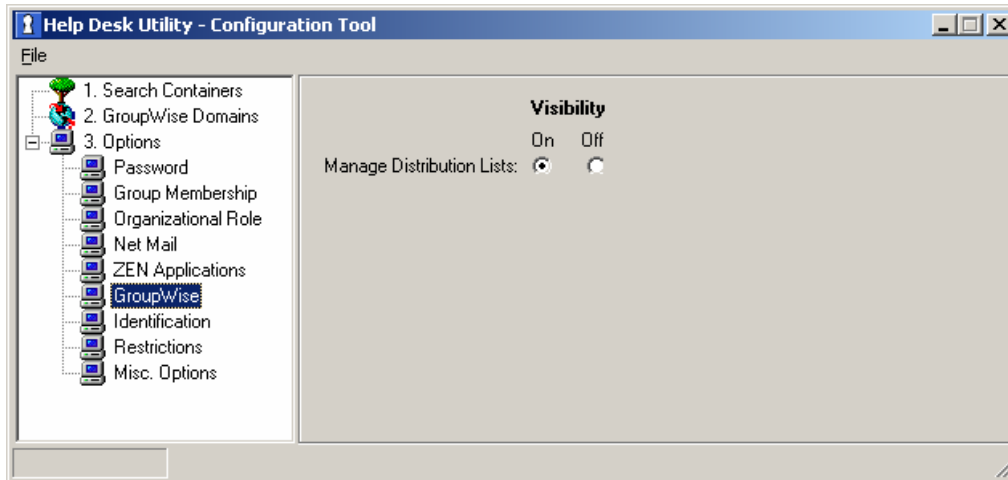 Help Desk Utility - Configuration Tool
File
1. Search Containers
2. GroupWise Domains
3. Options
Password
Group Membership
Organizational Role
Net Mail
ZEN Applications
GroupWise
Identification
Restrictions
Misc. Options
Visibility
On Off
Manage Distribution Lists: